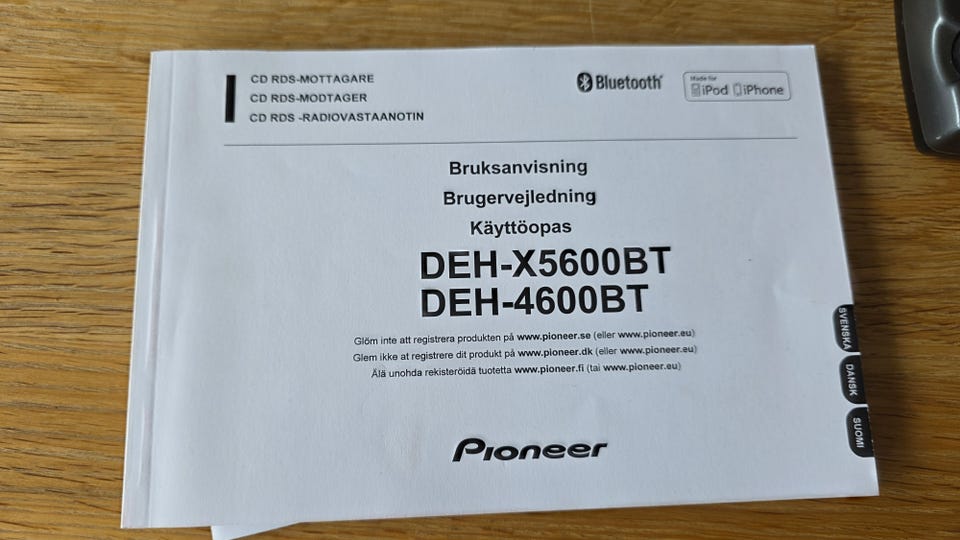 CD RDS-MOTTAGARE
CD RDS-MODTAGER
CD RDS -RADIOVASTAANOTIN
Bluetooth®
Made for
iPod iPhone
Bruksanvisning
Brugervejledning
Käyttöopas
DEH-X5600BT
DEH-4600BT
Glöm inte att registrera produkten på www.pioneer.se (eller www.pioneer.eu)
Glem ikke at registrere dit produkt på www.pioneer.dk (eller www.pioneer.eu)
Älä unohda rekisteröidä tuotetta www.pioneer.fi (tai www.pioneer.eu)
SVENSKA
DANSK
SUOMI
Pioneer